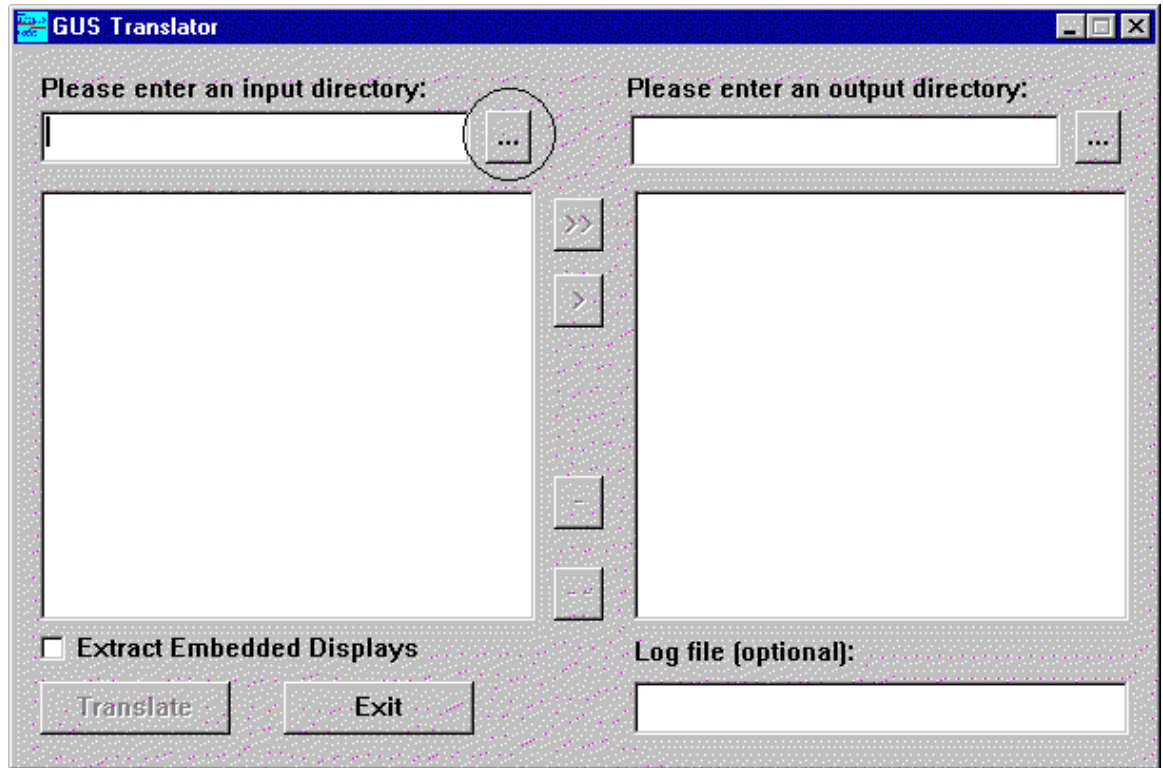 GUS Translator
Please enter an input directory:
Please enter an output directory:
...
...
>>
>
-
--
Extract Embedded Displays
Log file (optional):
Translate
Exit